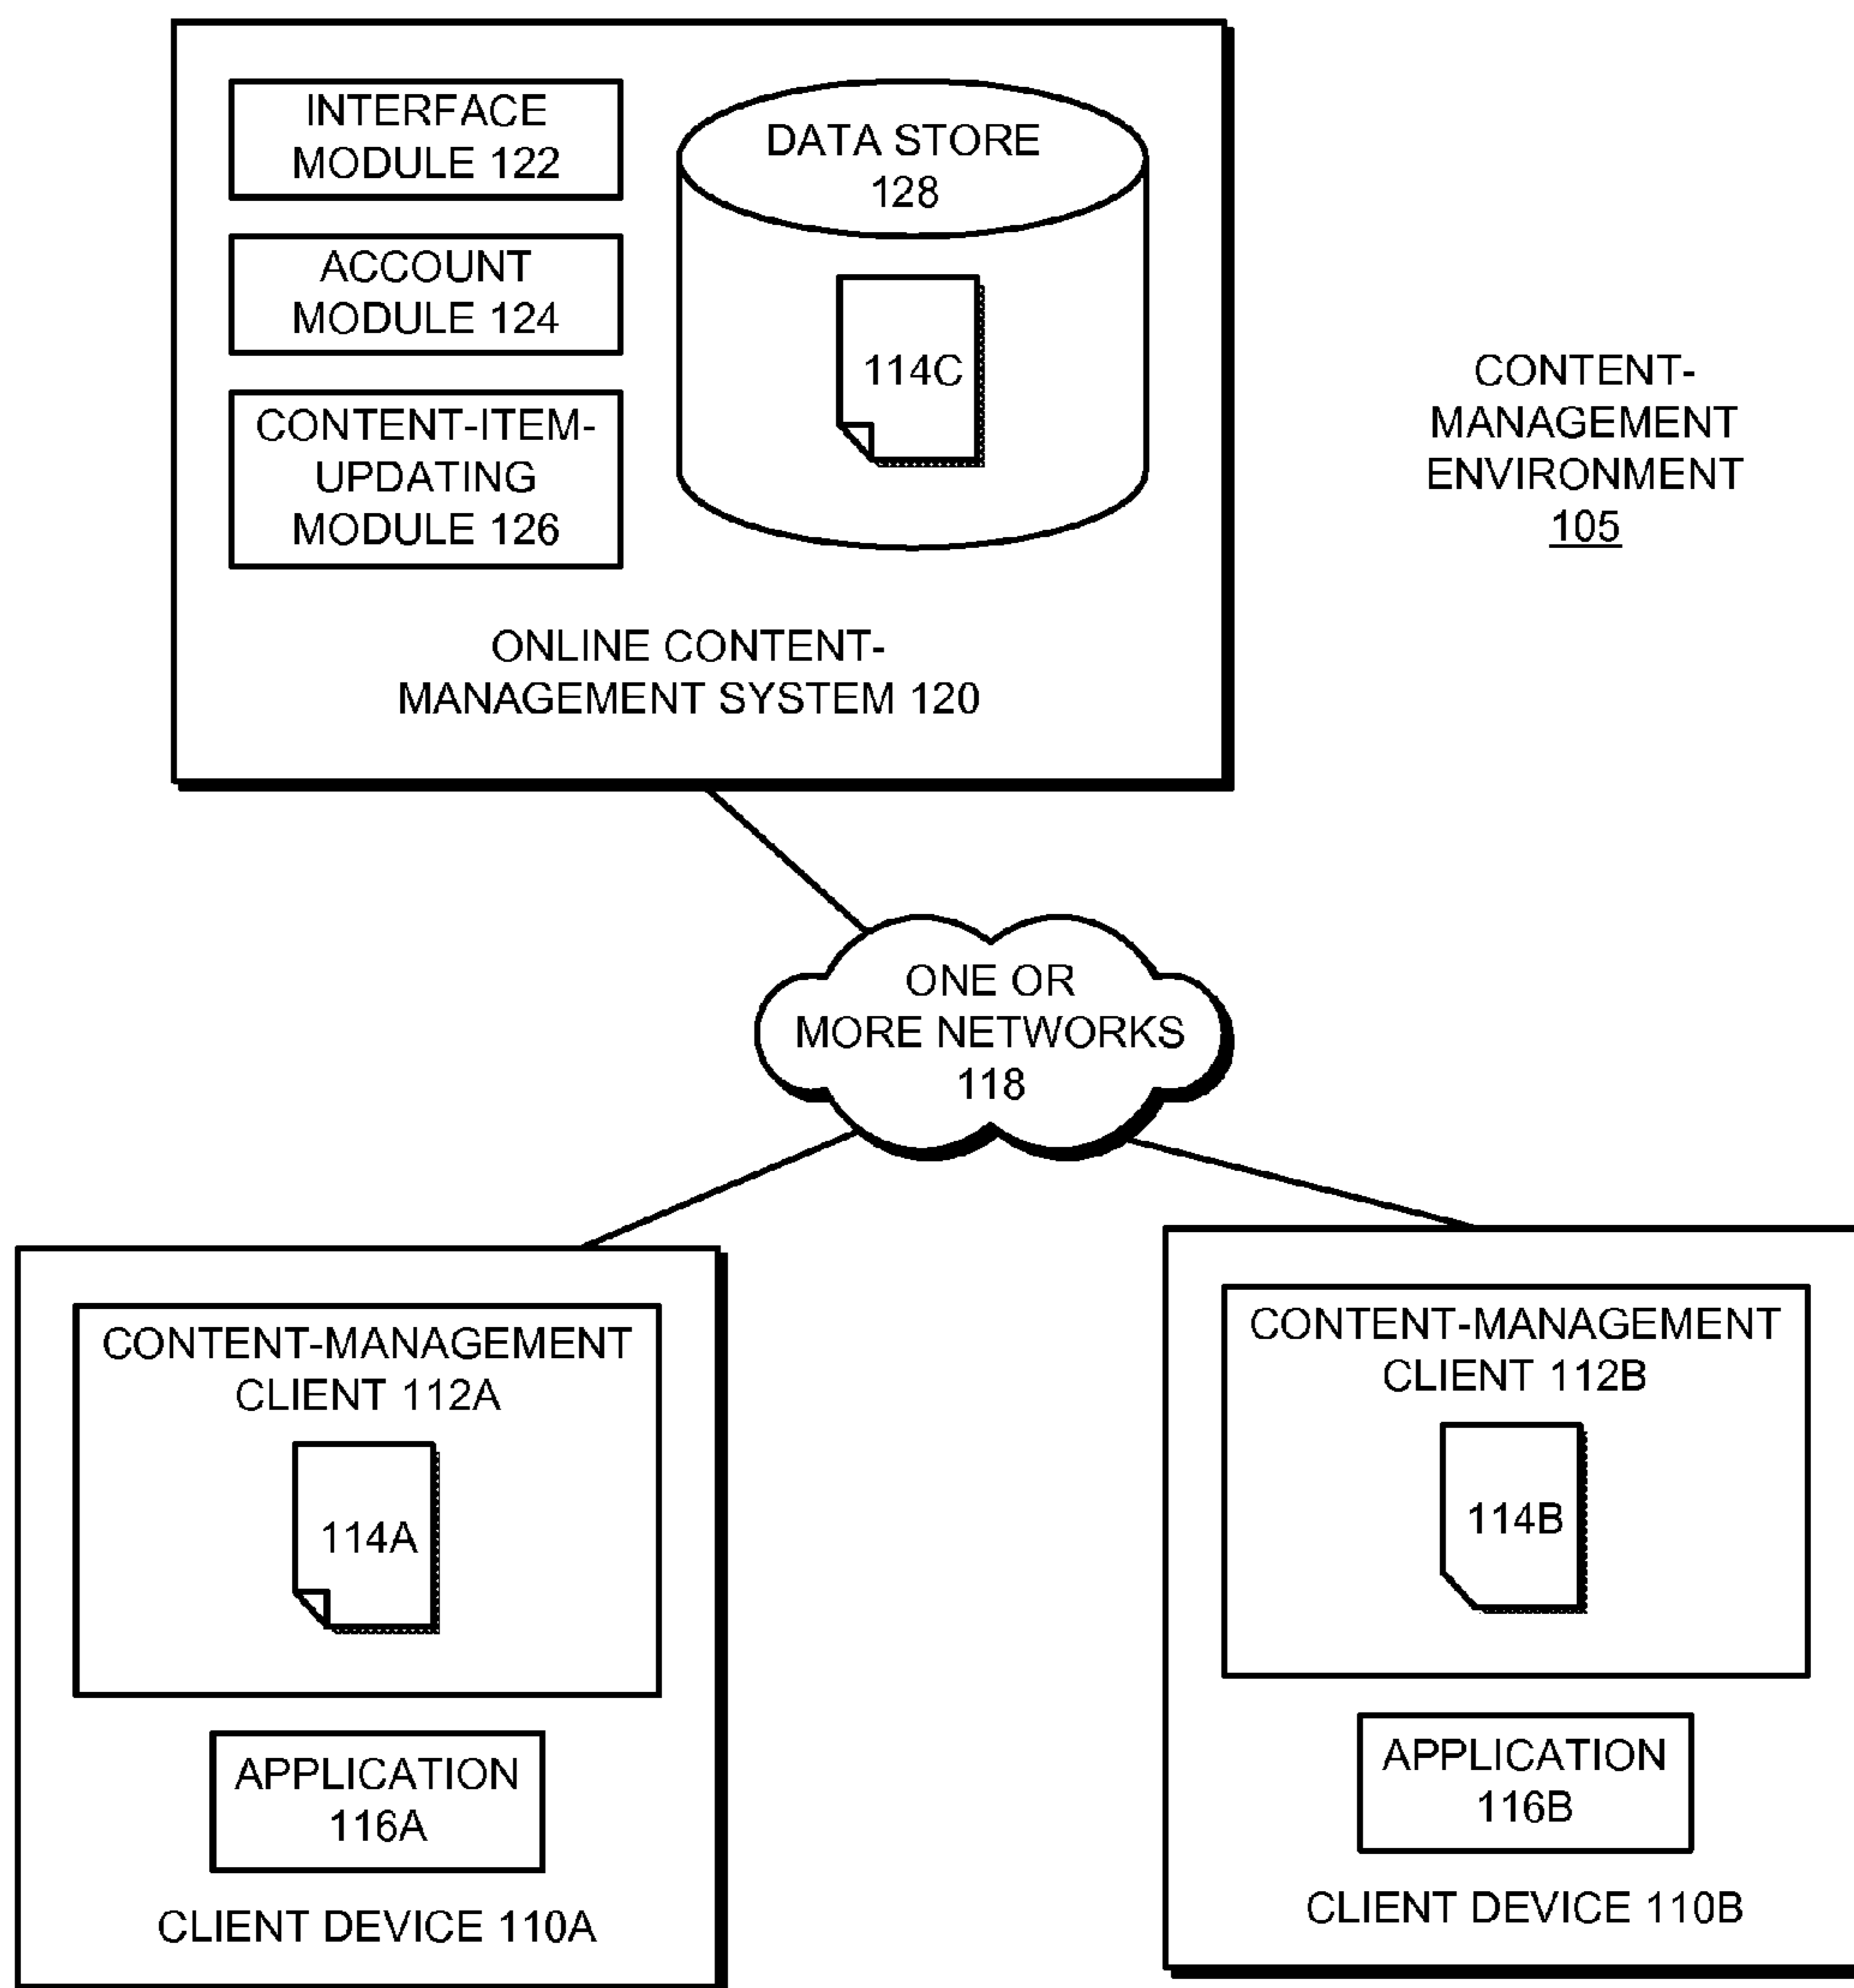 INTERFACE
MODULE 122
ACCOUNT
MODULE 124
CONTENT-ITEM-
UPDATING
MODULE 126
DATA STORE
128
114C
ONLINE CONTENT-
MANAGEMENT SYSTEM 120
CONTENT-
MANAGEMENT
ENVIRONMENT
105
ONE OR
MORE NETWORKS
118
CONTENT-MANAGEMENT
CLIENT 112A
114A
APPLICATION
116A
CLIENT DEVICE 110A
CONTENT-MANAGEMENT
CLIENT 112B
114B
APPLICATION
116B
CLIENT DEVICE 110B